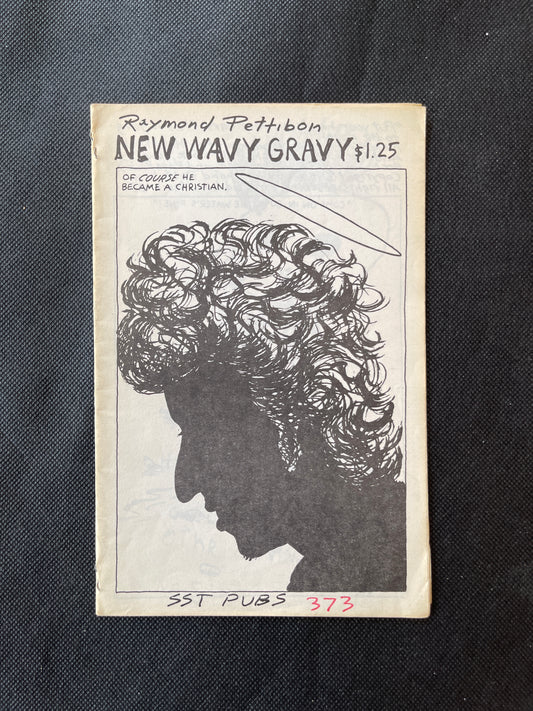 Raymond Pettibon
NEW WAVY GRAVY $1.25
OF COURSE HE
BECAME A CHRISTIAN.
SST PUBS 373